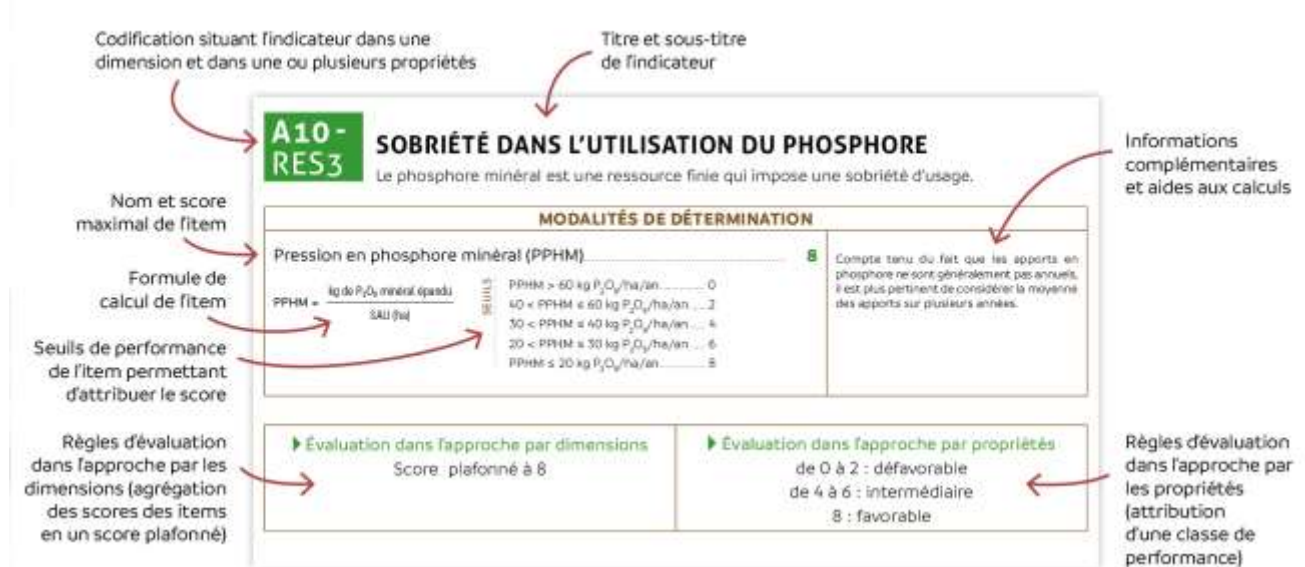 Codification situant l'indicateur dans une
dimension et dans une ou plusieurs propriétés
Titre et sous-titre
de l'indicateur
A10 -
RES3
SOBRIÉTÉ DANS L'UTILISATION DU PHOSPHORE
Le phosphore minéral est une ressource finie qui impose une sobriété d'usage.
Informations
complémentaires
et aides aux calculs
Nom et score
maximal de l'item
MODALITÉS DE DÉTERMINATION
Pression en phosphore minéral (PPHM) 8
Formule de
calcul de l'item
PPHM = kg de P₂O₅ minéral épandu
SAU (ha)
SEUILS
PPHM > 60 kg P₂O₅/ha/an 0
40 < PPHM ≤ 60 kg P₂O₅/ha/an 2
30 < PPHM ≤ 40 kg P₂O₅/ha/an 4
20 < PPHM ≤ 30 kg P₂O₅/ha/an 6
PPHM ≤ 20 kg P₂O₅/ha/an 8
Compte tenu du fait que les apports en
phosphore ne sont généralement pas annuels,
il est plus pertinent de considérer la moyenne
des apports sur plusieurs années.
Seuils de performance
de l'item permettant
d'attribuer le score
Règles d'évaluation
dans l'approche par les
dimensions (agrégation
des scores des items
en un score plafonné)
Évaluation dans l'approche par dimensions
Score plafonné à 8
Évaluation dans l'approche par propriétés
de 0 à 2 : défavorable
de 4 à 6 : intermédiaire
8 : favorable
Règles d'évaluation
dans l'approche par
les propriétés
(attribution
d'une classe de
performance)